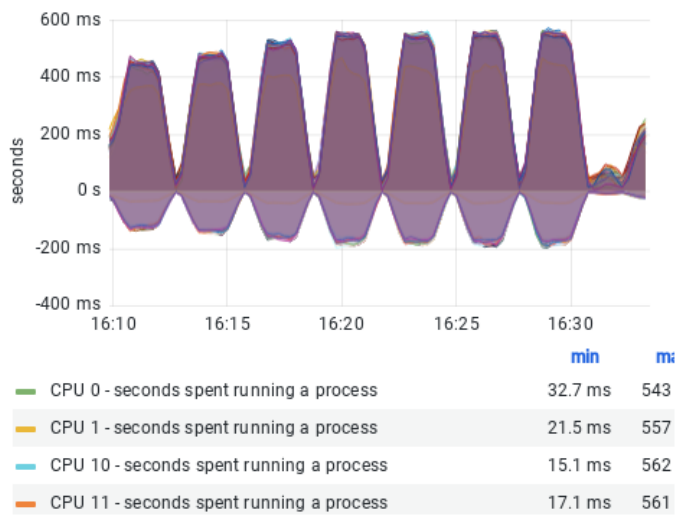 600 ms
400 ms
200 ms
0 s
-200 ms
-400 ms
seconds
16:10 16:15 16:20 16:25 16:30
min ma
CPU 0 - seconds spent running a process 32.7 ms 543
CPU 1 - seconds spent running a process 21.5 ms 557
CPU 10 - seconds spent running a process 15.1 ms 562
CPU 11 - seconds spent running a process 17.1 ms 561